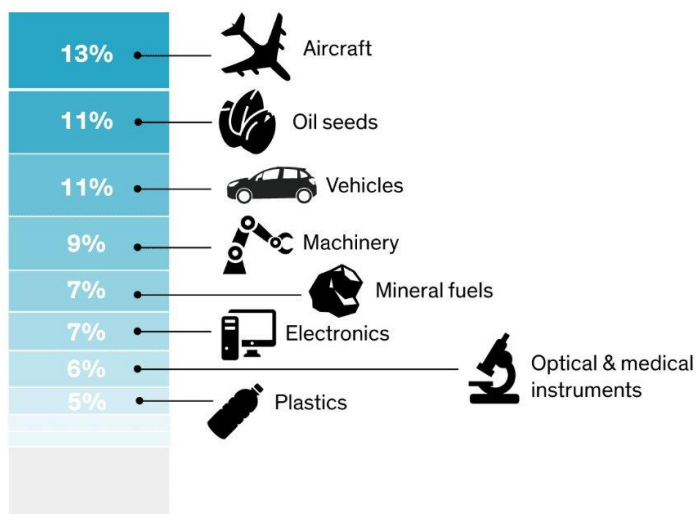 13% Aircraft
11% Oil seeds
11% Vehicles
9% Machinery
7% Mineral fuels
7% Electronics
6% Optical & medical
instruments
5% Plastics